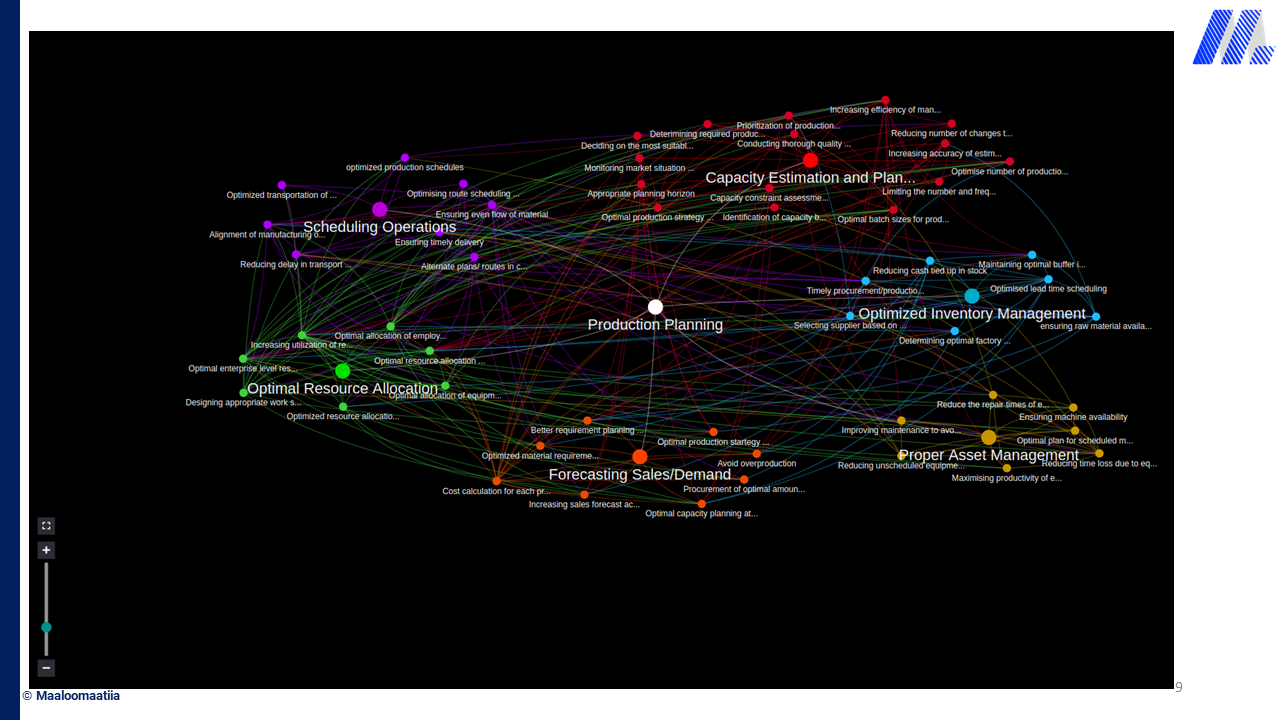 Increasing efficiency of man...
Prioritization of production...
Determining required produc...
Reducing number of changes t...
Deciding on the most suitabl...
Conducting thorough quality ...
Increasing accuracy of estim...
optimized production schedules
Monitoring market situation ...
Capacity Estimation and Plan...
Optimise number of productio...
Optimized transportation of ...
Optimising route scheduling ...
Appropriate planning horizon
Capacity constraint assessme...
Limiting the number and freq...
Scheduling Operations
Ensuring even flow of material
Optimal production strategy ...
Identification of capacity b...
Optimal batch sizes for prod...
Alignment of manufacturing o...
Ensuring timely delivery
Reducing delay in transport ...
Alternate plans/ routes in c...
Reducing cash tied up in stock
Maintaining optimal buffer i...
Timely procurement/productio...
Optimised lead time scheduling
Production Planning
Optimized Inventory Management
Selecting supplier based on ...
ensuring raw material availa...
Determining optimal factory ...
Optimal allocation of employ...
Increasing utilization of re...
Optimal enterprise level res...
Optimal resource allocation ...
Optimal Resource Allocation
Optimal allocation of equipm...
Designing appropriate work s...
Optimized resource allocatio...
Reduce the repair times of e...
Ensuring machine availability
Better requirement planning ...
Optimal production startegy ...
Improving maintenance to avo...
Optimal plan for scheduled m...
Optimized material requireme...
Avoid overproduction
Proper Asset Management
Reducing unscheduled equipme...
Reducing time loss due to eq...
Forecasting Sales/Demand
Maximising productivity of e...
Cost calculation for each pr...
Procurement of optimal amoun...
Increasing sales forecast ac...
Optimal capacity planning at...
© Maaloomaatiia
9